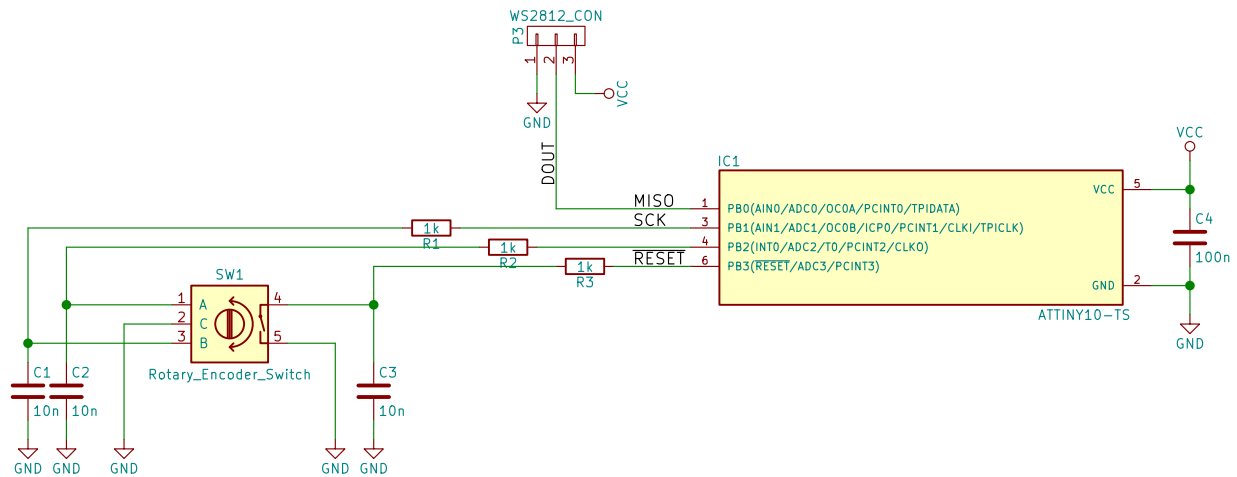 WS2812_CON
P3
1 2 3
VCC
GND
DOUT
VCC
IC1
VCC 5
MISO 1 PB0(AIN0/ADC0/OC0A/PCINT0/TPIDATA)
SCK 3 PB1(AIN1/ADC1/OC0B/ICP0/PCINT1/CLKI/TPICLK)
C4
1k
R1
4 PB2(INT0/ADC2/T0/PCINT2/CLKO)
1k
R2
RESET 6 PB3(RESET/ADC3/PCINT3)
100n
1k
R3
GND 2
ATTINY10-TS
GND
SW1
1 A 4
2 C
3 B 5
Rotary_Encoder_Switch
C1 C2 C3
10n 10n 10n
GND GND GND GND GND